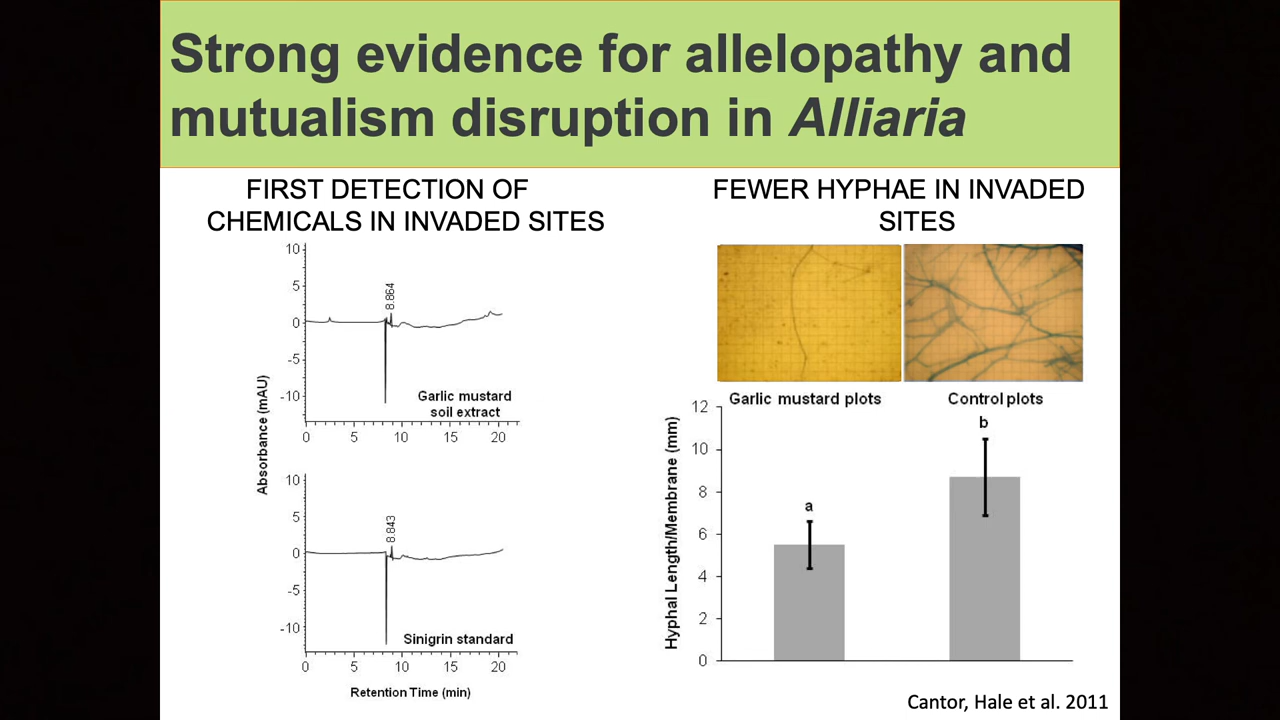 Strong evidence for allelopathy and
mutualism disruption in Alliaria
FIRST DETECTION OF
CHEMICALS IN INVADED SITES
10
5
0
-5
-10
8.864
Garlic mustard
soil extract
0 5 10 15 20
Absorbance (mAU)
10
5
0
-5
-10
8.843
Sinigrin standard
0 5 10 15 20
Retention Time (min)
FEWER HYPHAE IN INVADED
SITES
Garlic mustard plots
Control plots
12
10
8
6
4
2
0
a
b
Hyphal Length/Membrane (mm)
Cantor, Hale et al. 2011